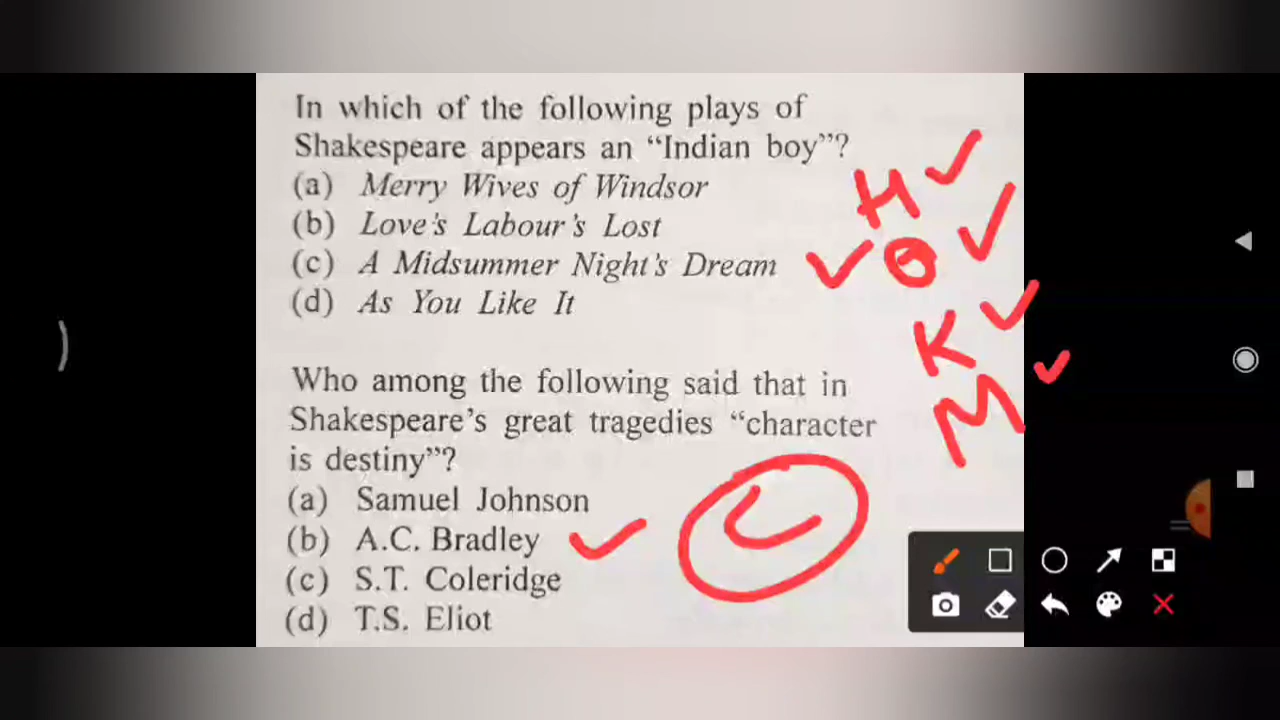 In which of the following plays of
Shakespeare appears an “Indian boy”?
(a) Merry Wives of Windsor
(b) Love’s Labour’s Lost
(c) A Midsummer Night’s Dream
(d) As You Like It
H
O
K
M
Who among the following said that in
Shakespeare’s great tragedies “character
is destiny”?
(a) Samuel Johnson
(b) A.C. Bradley
(c) S.T. Coleridge
(d) T.S. Eliot